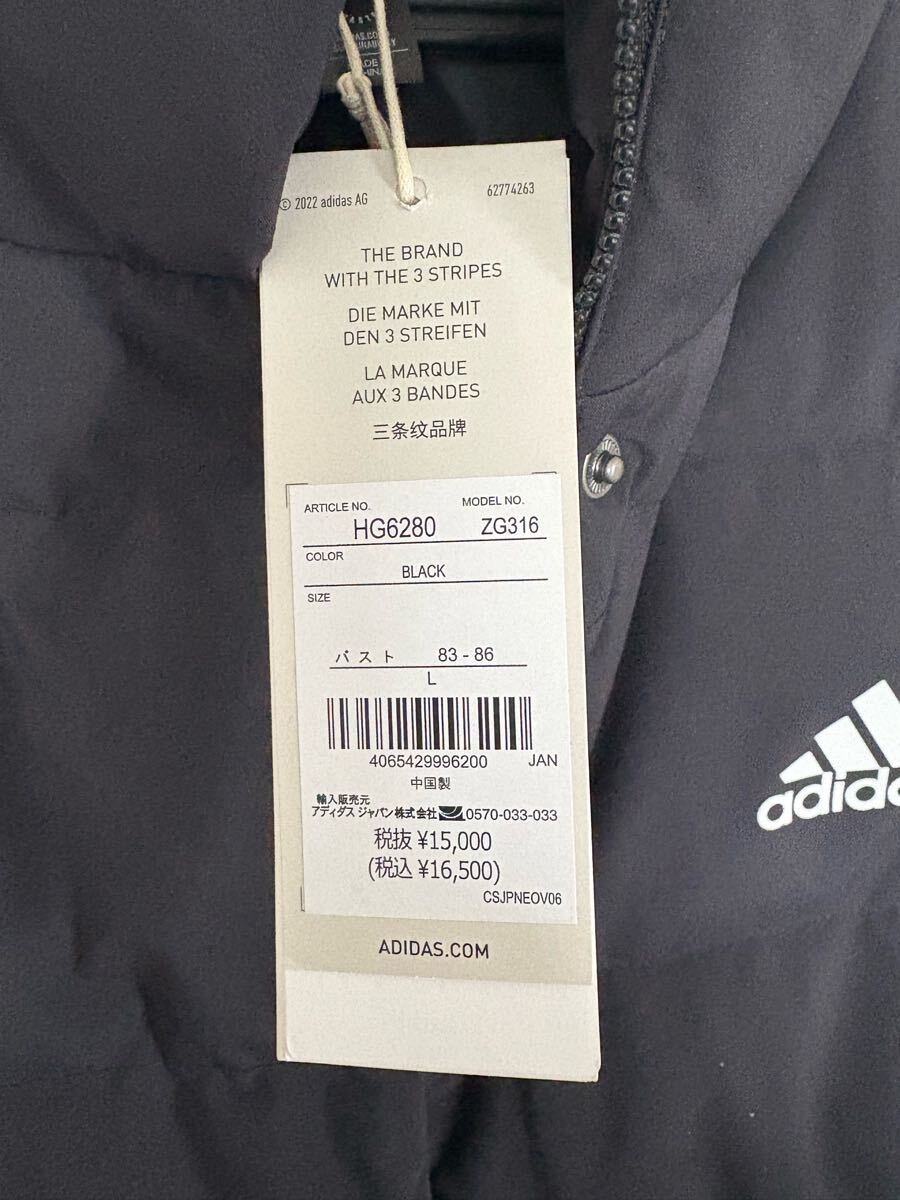 MADE
© 2022 adidas AG
62774263
THE BRAND
WITH THE 3 STRIPES
DIE MARKE MIT
DEN 3 STREIFEN
LA MARQUE
AUX 3 BANDES
三条纹品牌
ARTICLE NO. MODEL NO.
HG6280 ZG316
COLOR
BLACK
SIZE
バスト 83 - 86
L
4065429996200 JAN
中国製
輸入販売元
アディダス ジャパン株式会社 0570-033-033
税抜 ¥15,000
(税込 ¥16,500)
CSJPNEOV06
ADIDAS.COM
adidas